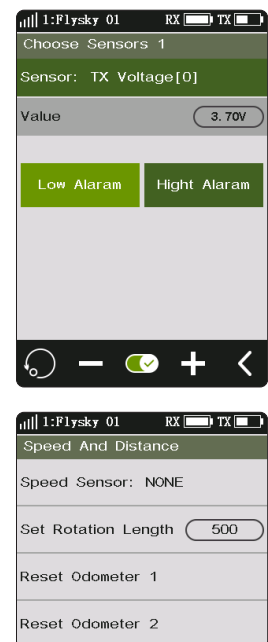 1:Flysky 01 RX TX
Choose Sensors 1
Sensor: TX Voltage[0]
Value 3.70V
Low Alaram Hight Alaram
1:Flysky 01 RX TX
Speed And Distance
Speed Sensor: NONE
Set Rotation Length 500
Reset Odometer 1
Reset Odometer 2